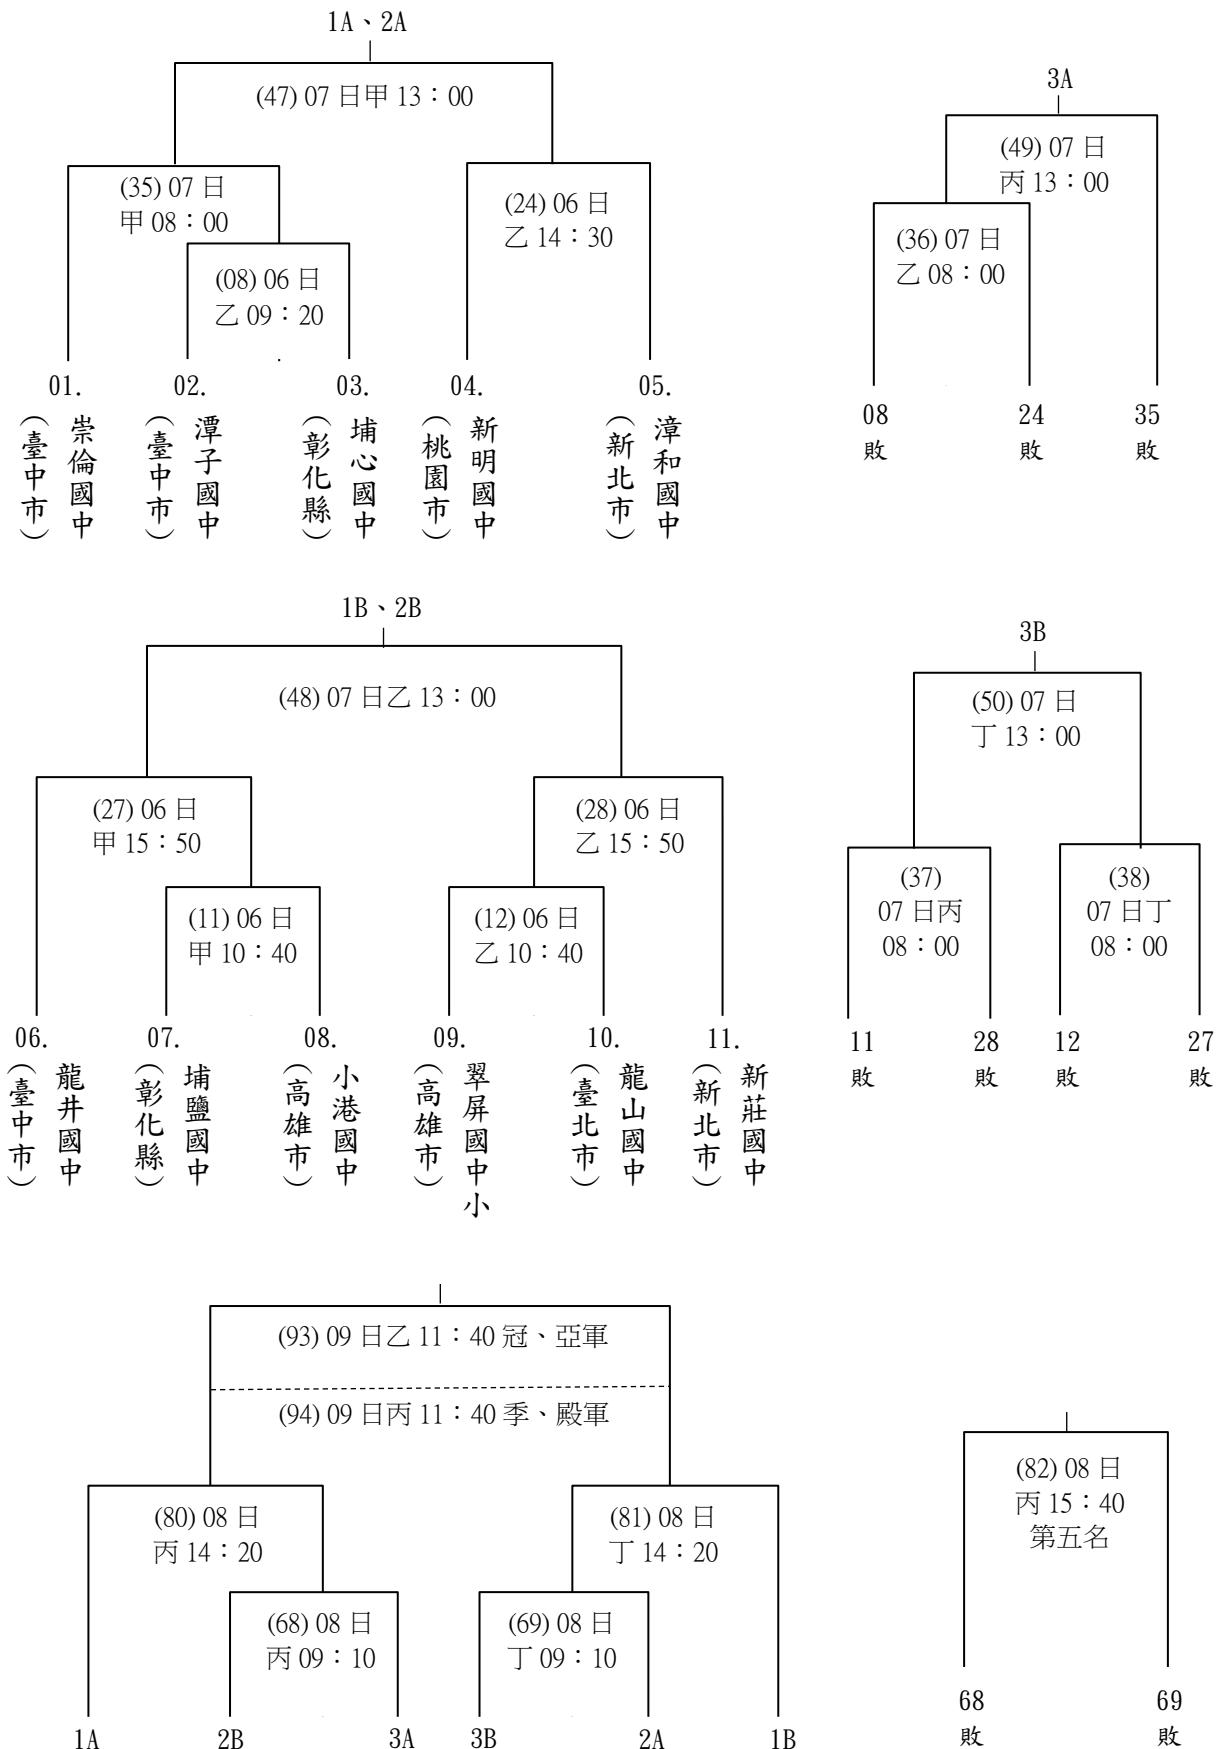 1A、2A
(47) 07 日甲 13：00
(35) 07 日
甲 08：00
(24) 06 日
乙 14：30
(08) 06 日
乙 09：20
01.
02.
03.
04.
05.
崇倫國中
(臺中市)
潭子國中
(臺中市)
埔心國中
(彰化縣)
新明國中
(桃園市)
漳和國中
(新北市)
3A
(49) 07 日
丙 13：00
(36) 07 日
乙 08：00
08
敗
24
敗
35
敗
1B、2B
(48) 07 日乙 13：00
(27) 06 日
甲 15：50
(28) 06 日
乙 15：50
(11) 06 日
甲 10：40
(12) 06 日
乙 10：40
06.
07.
08.
09.
10.
11.
龍井國中
(臺中市)
埔鹽國中
(彰化縣)
小港國中
(高雄市)
翠屏國中小
(高雄市)
龍山國中
(臺北市)
新莊國中
(新北市)
3B
(50) 07 日
丁 13：00
(37)
07 日丙
08：00
(38)
07 日丁
08：00
11
敗
28
敗
12
敗
27
敗
(93) 09 日乙 11：40 冠、亞軍
(94) 09 日丙 11：40 季、殿軍
(80) 08 日
丙 14：20
(81) 08 日
丁 14：20
(68) 08 日
丙 09：10
(69) 08 日
丁 09：10
1A
2B
3A
3B
2A
1B
(82) 08 日
丙 15：40
第五名
68
敗
69
敗